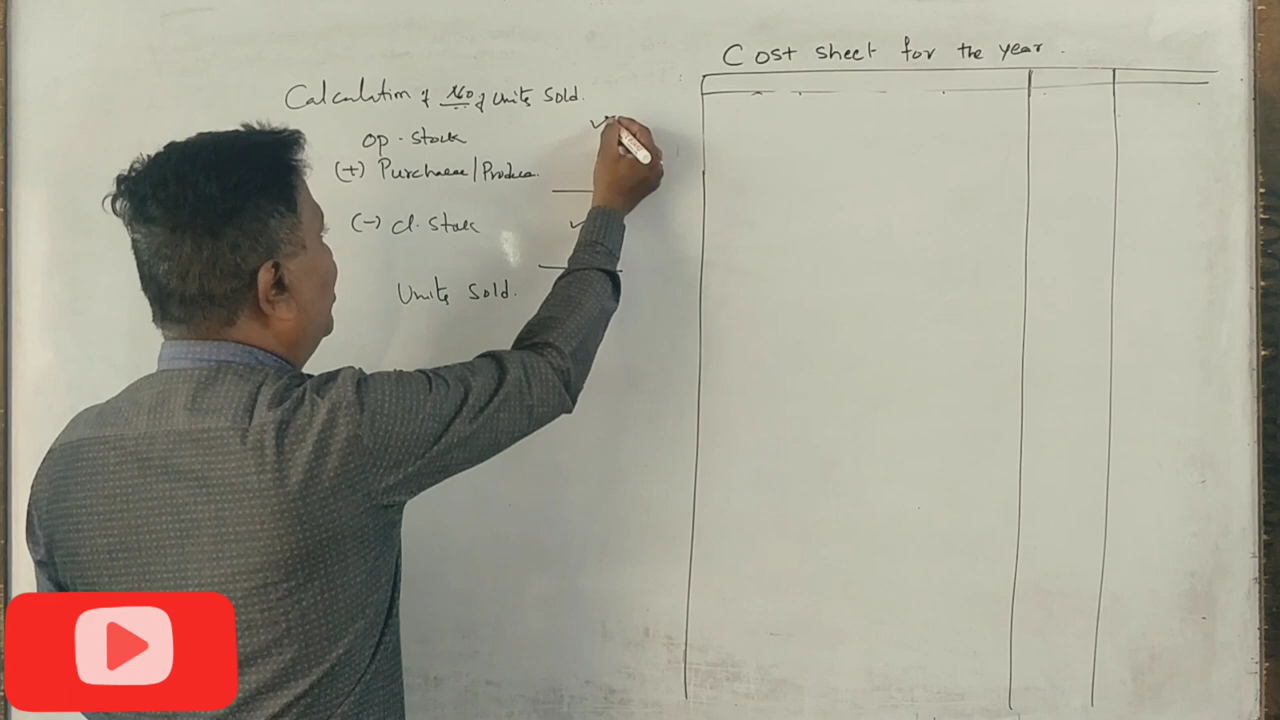 Calculation of No of Units Sold.
Op. Stock
(+) Purchase/Produce.
(-) Cl. Stock
Units Sold.
Cost sheet for the year.